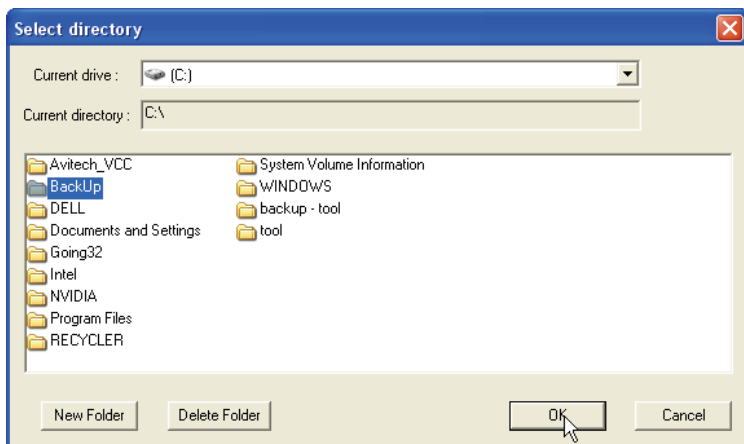 Select directory
Current drive : (C:)
Current directory : C:\
Avitech_VCC
BackUp
DELL
Documents and Settings
Going32
Intel
NVIDIA
Program Files
RECYCLER
System Volume Information
WINDOWS
backup - tool
tool
New Folder Delete Folder OK Cancel